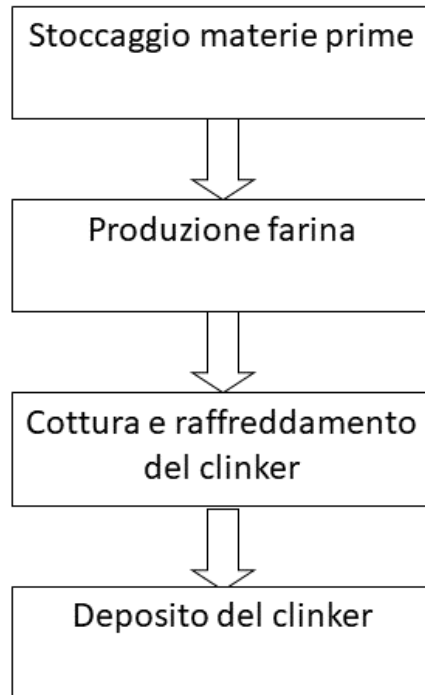 Stoccaggio materie prime
Produzione farina
Cottura e raffreddamento
del clinker
Deposito del clinker